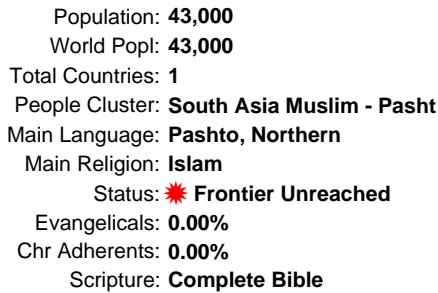 Population: 43,000
World Popl: 43,000
Total Countries: 1
People Cluster: South Asia Muslim - Pasht
Main Language: Pashto, Northern
Main Religion: Islam
Status: Frontier Unreached
Evangelicals: 0.00%
Chr Adherents: 0.00%
Scripture: Complete Bible